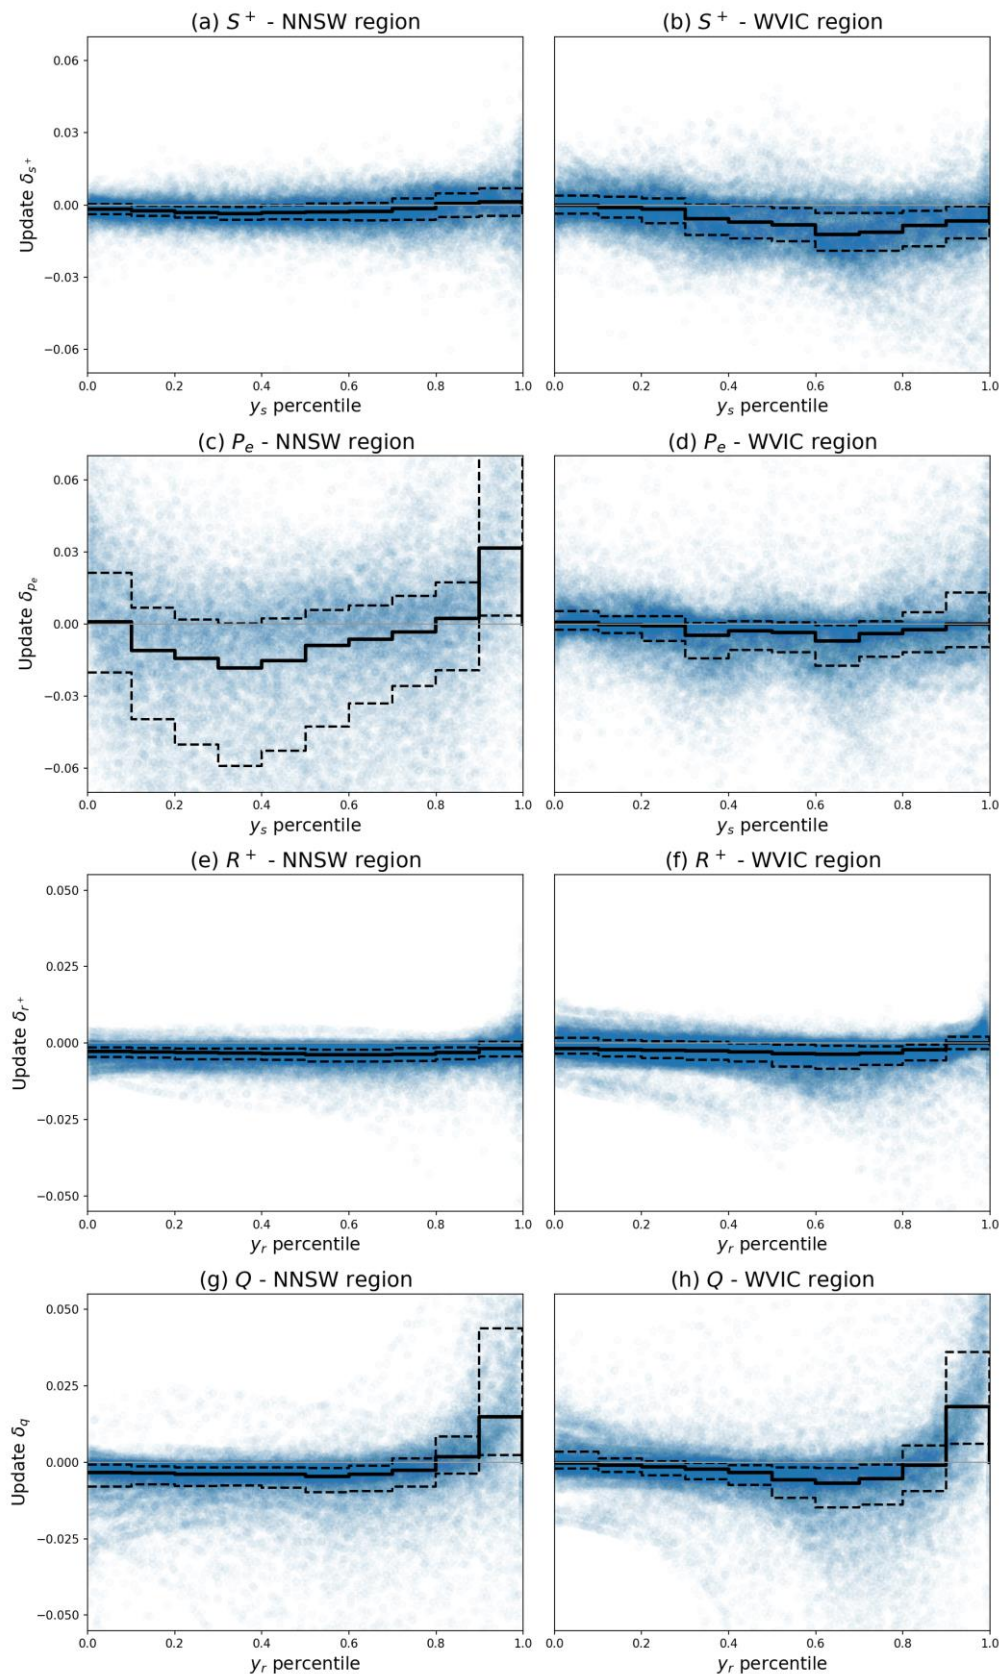 (a) S⁺ - NNSW region
(b) S⁺ - WVIC region
0.06
0.03
0.00
−0.03
−0.06
Update δₛ⁺
0.0 0.2 0.4 0.6 0.8 1.0
0.0 0.2 0.4 0.6 0.8 1.0
yₛ percentile
yₛ percentile
(c) Pₑ - NNSW region
(d) Pₑ - WVIC region
0.06
0.03
0.00
−0.03
−0.06
Update δₚₑ
0.0 0.2 0.4 0.6 0.8 1.0
0.0 0.2 0.4 0.6 0.8 1.0
yₛ percentile
yₛ percentile
(e) R⁺ - NNSW region
(f) R⁺ - WVIC region
0.050
0.025
0.000
−0.025
−0.050
Update δᵣ⁺
0.0 0.2 0.4 0.6 0.8 1.0
0.0 0.2 0.4 0.6 0.8 1.0
yᵣ percentile
yᵣ percentile
(g) Q - NNSW region
(h) Q - WVIC region
0.050
0.025
0.000
−0.025
−0.050
Update δ_q
0.0 0.2 0.4 0.6 0.8 1.0
0.0 0.2 0.4 0.6 0.8 1.0
yᵣ percentile
yᵣ percentile